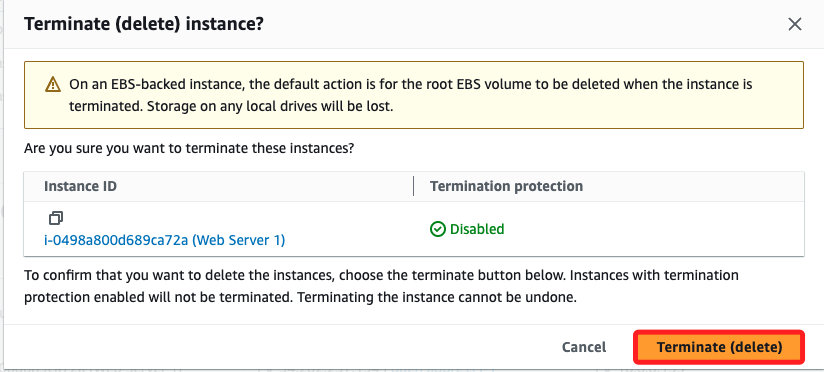 Terminate (delete) instance?
On an EBS-backed instance, the default action is for the root EBS volume to be deleted when the instance is
terminated. Storage on any local drives will be lost.
Are you sure you want to terminate these instances?
Instance ID Termination protection
i-0498a800d689ca72a (Web Server 1) Disabled
To confirm that you want to delete the instances, choose the terminate button below. Instances with termination
protection enabled will not be terminated. Terminating the instance cannot be undone.
Cancel Terminate (delete)